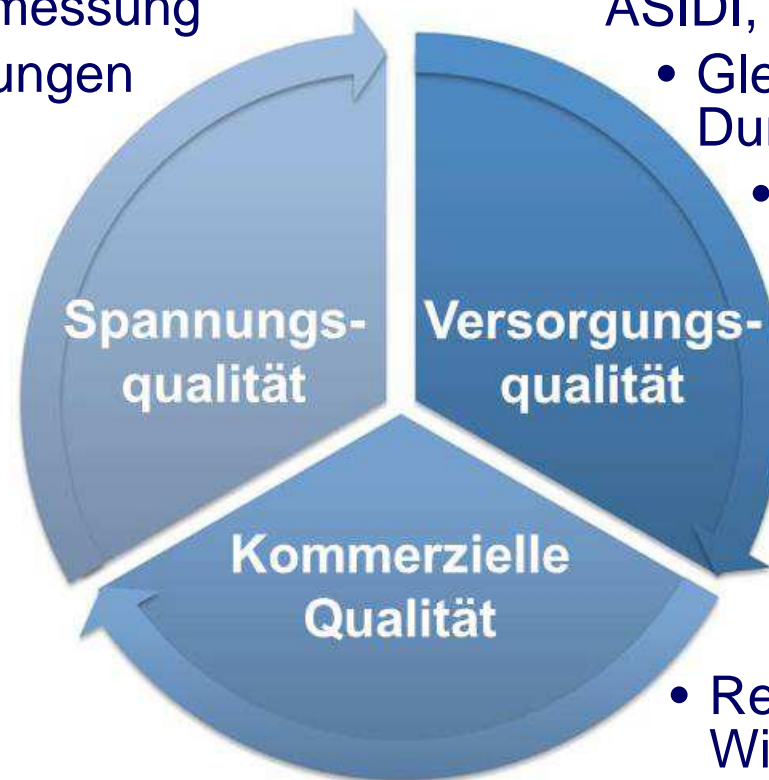 messung
ungen
ASIDI,
• Gle
Du
•
Spannungs-
qualität
Versorgungs-
qualität
Kommerzielle
Qualität
• Re
Wi